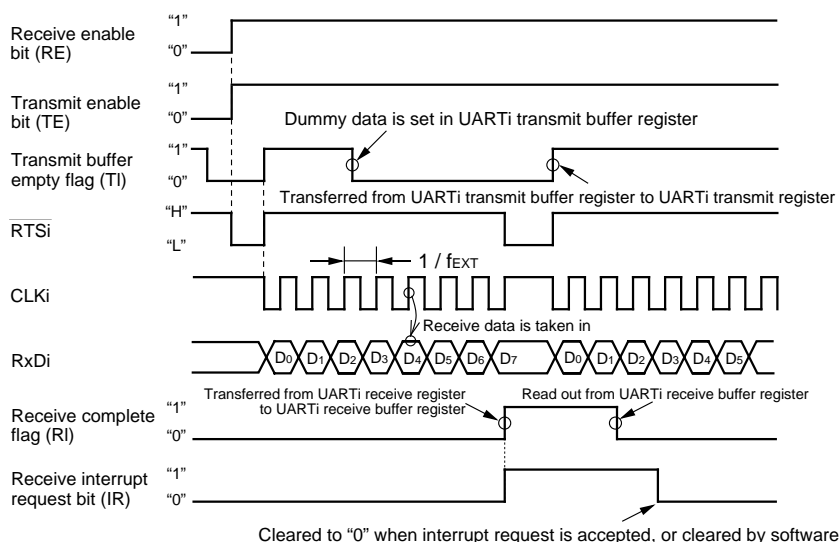 Receive enable
bit (RE)
“1”
“0”
Transmit enable
bit (TE)
“1”
“0”
Dummy data is set in UARTi transmit buffer register
Transmit buffer
empty flag (TI)
“1”
“0”
Transferred from UARTi transmit buffer register to UARTi transmit register
RTSi
“H”
“L”
1 / fEXT
CLKi
Receive data is taken in
RxDi
D0 D1 D2 D3 D4 D5 D6 D7 D0 D1 D2 D3 D4 D5
Transferred from UARTi receive register
to UARTi receive buffer register
Read out from UARTi receive buffer register
Receive complete
flag (RI)
“1”
“0”
Receive interrupt
request bit (IR)
“1”
“0”
Cleared to “0” when interrupt request is accepted, or cleared by software